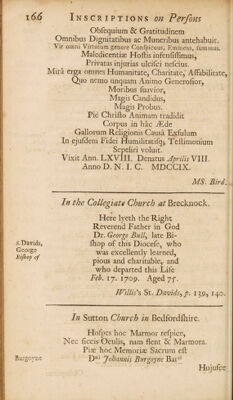 166 INSCRIPTIONS on Persons
Obsequium & Gratitudinem
Omnibus Dignitatibus ac Muneribus antehabuit.
Vir omni Virtutum genere Conspicuus, Eminens, summus.
Maledicentiæ Hostis infensissimus,
Privatas injurias ulcisci nescius.
Mirâ erga omnes Humanitate, Charitate, Affabilitate,
Quo nemo unquam Animo Generosior,
Moribus suavior,
Magis Candidus,
Magis Probus.
Pie Christo Animam tradidit
Corpus in hâc Æde
Gallorum Religionis Causâ Exsulum
In ejusdem Fidei Humilitatisq; Testimonium
Sepeliri voluit.
Vixit Ann. LXVIII. Denatus Aprilis VIII.
Anno D. N. I. C. MDCCIX.
MS. Bird.
In the Collegiate Church at Brecknock.
Here lyeth the Right
Reverend Father in God
S. Davids, Dr. George Bull, late Bi-
George shop of this Diocese, who
Bishop of was excellently learned,
pious and charitable, and
who departed this Life
Feb. 17. 1709. Aged 75.
Willis's St. Davids, p. 139, 140.
In Sutton Church in Bedfordshire.
Hospes hoc Marmor respice,
Nec siccis Oculis, nam flent & Marmora.
Piæ hoc Memoriæ Sacrum est
Burgoyne Dni Johannis Burgoyne Barti
Hujusce